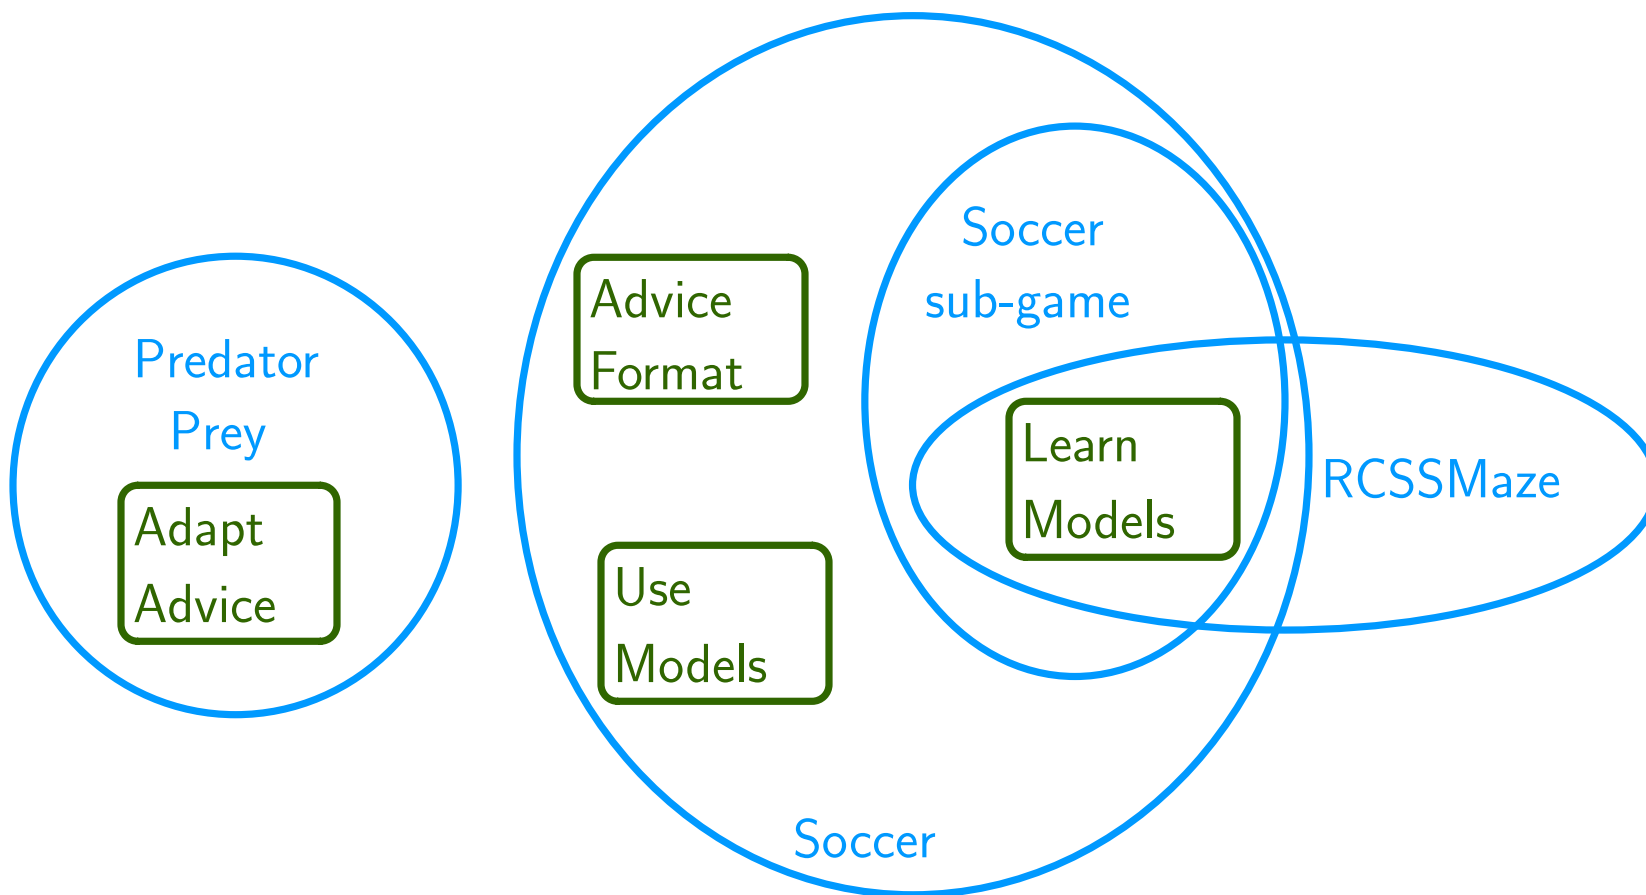 Predator
Prey
Adapt
Advice
Advice
Format
Use
Models
Soccer
sub-game
Learn
Models
RCSSMaze
Soccer